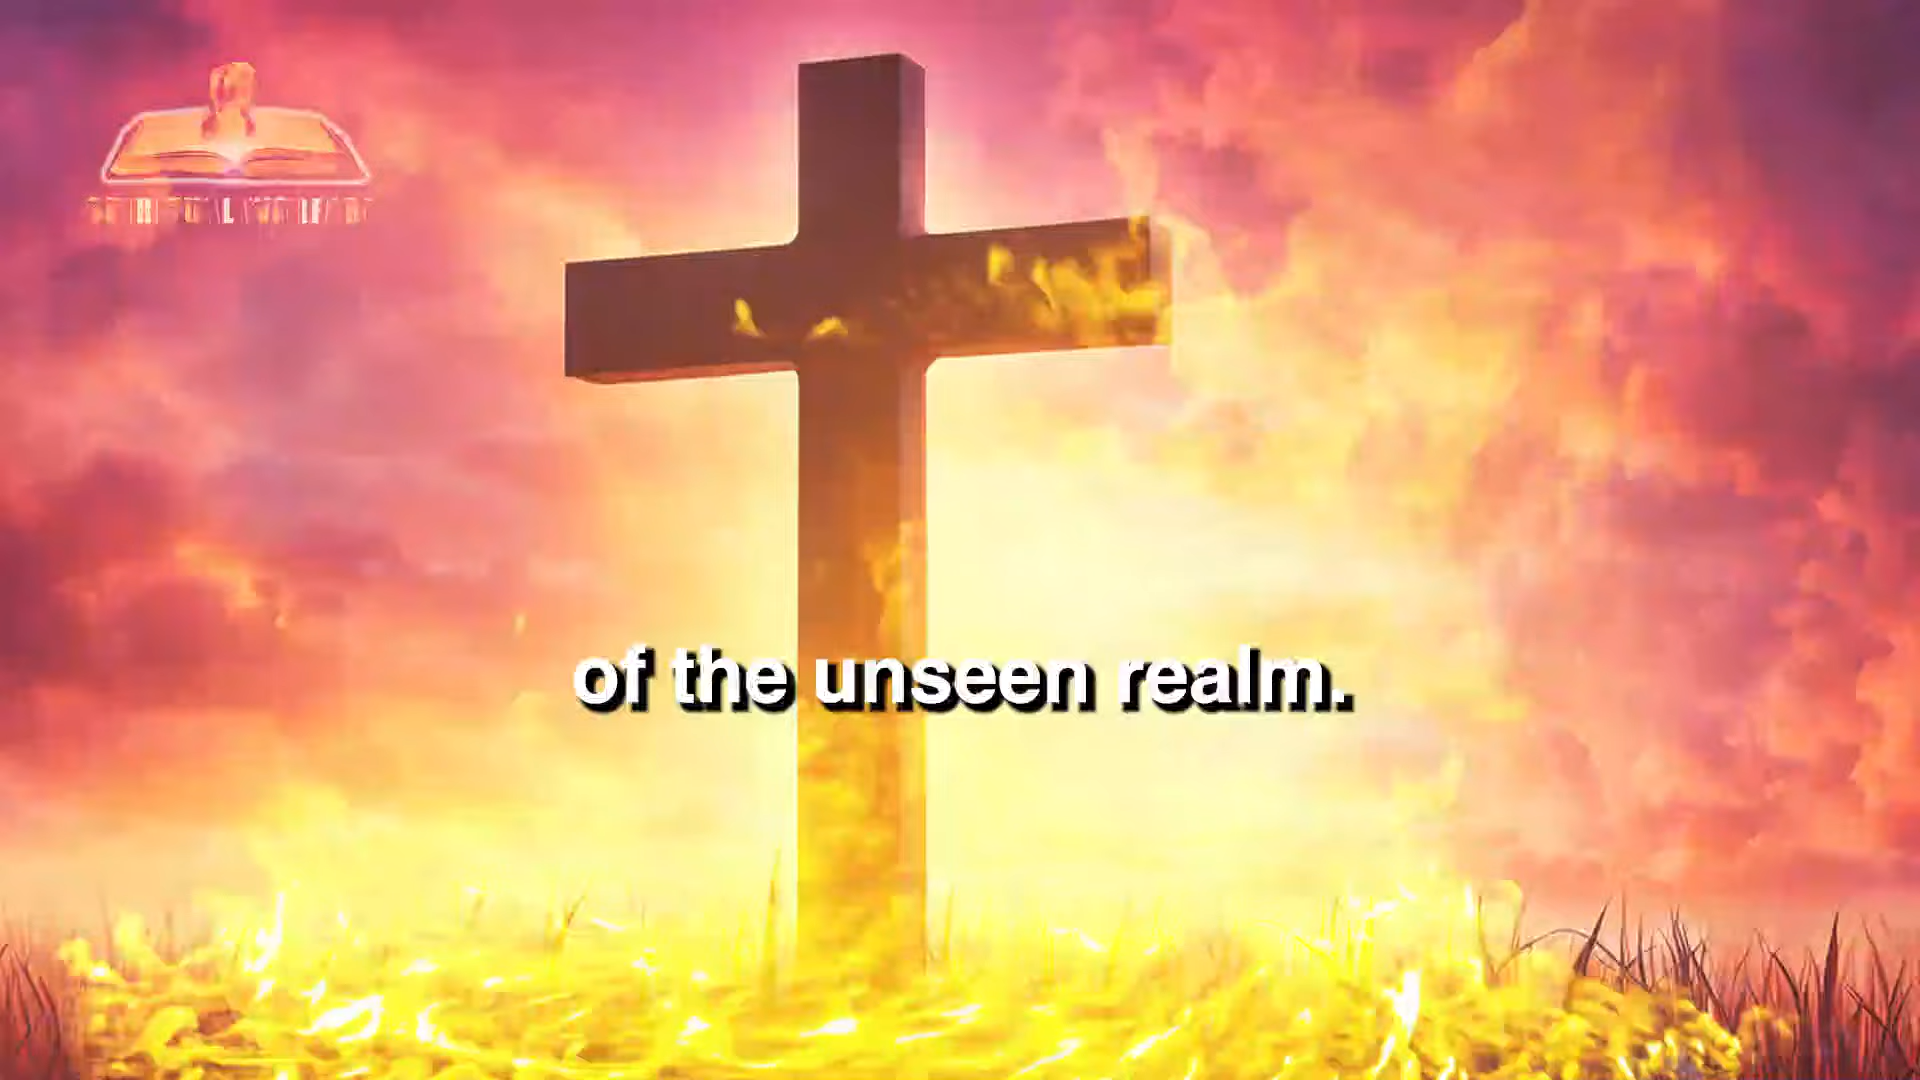 of the unseen realm.